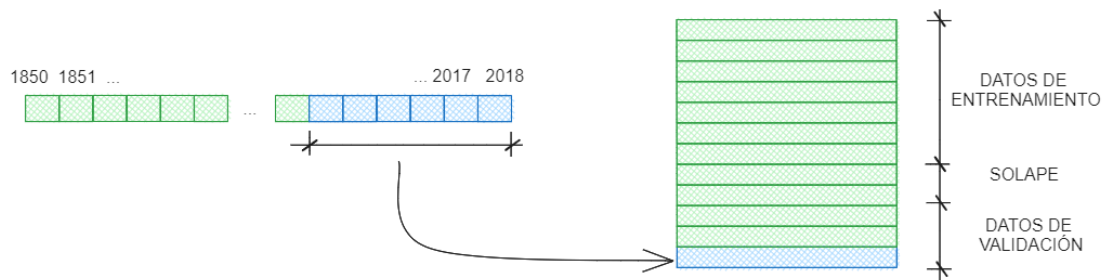 1850 1851 ... ... 2017 2018
...
DATOS DE
ENTRENAMIENTO
SOLAPE
DATOS DE
VALIDACIÓN